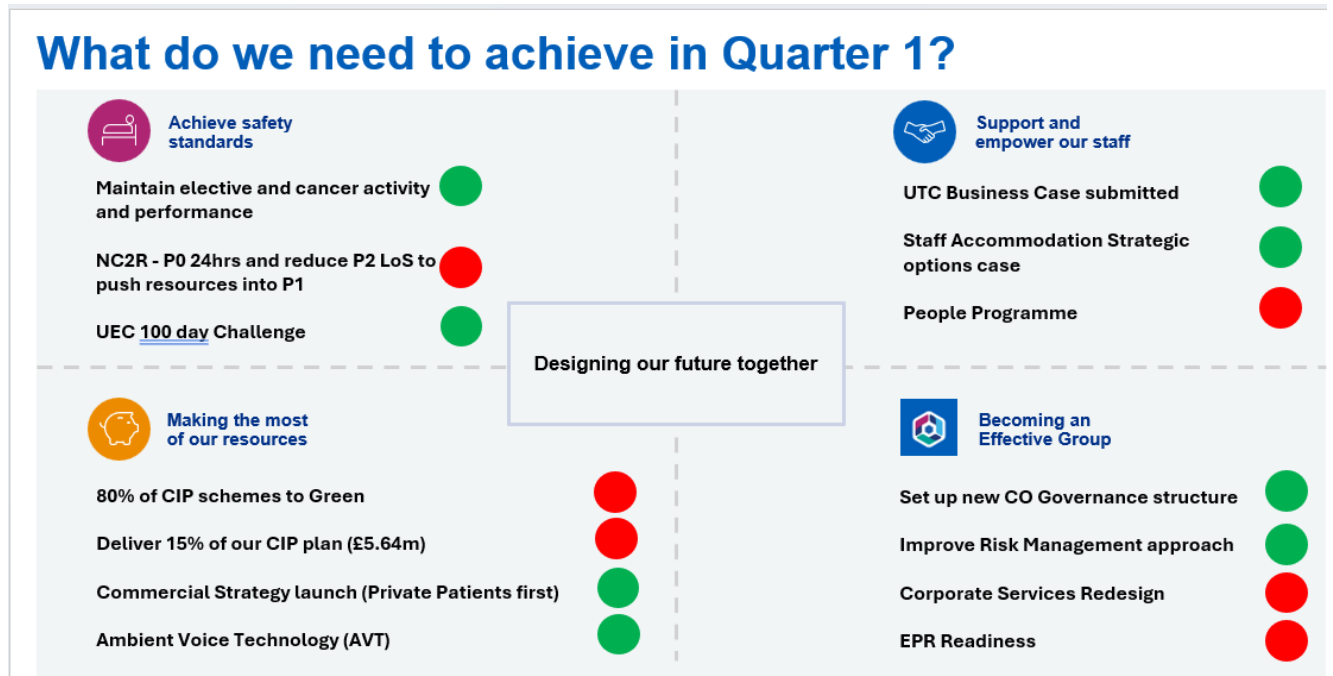 What do we need to achieve in Quarter 1?
Achieve safety
standards
Maintain elective and cancer activity
and performance
NC2R - P0 24hrs and reduce P2 LoS to
push resources into P1
UEC 100 day Challenge
Support and
empower our staff
UTC Business Case submitted
Staff Accommodation Strategic
options case
People Programme
Designing our future together
Making the most
of our resources
80% of CIP schemes to Green
Deliver 15% of our CIP plan (£5.64m)
Commercial Strategy launch (Private Patients first)
Ambient Voice Technology (AVT)
Becoming an
Effective Group
Set up new CO Governance structure
Improve Risk Management approach
Corporate Services Redesign
EPR Readiness